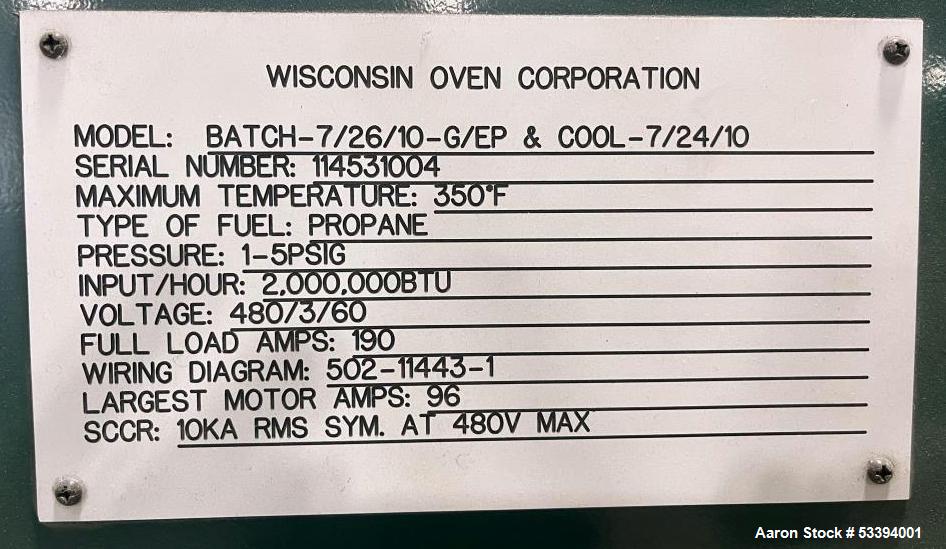 WISCONSIN OVEN CORPORATION
MODEL: BATCH-7/26/10-G/EP & COOL-7/24/10
SERIAL NUMBER: 114531004
MAXIMUM TEMPERATURE: 350°F
TYPE OF FUEL: PROPANE
PRESSURE: 1-5PSIG
INPUT/HOUR: 2,000,000BTU
VOLTAGE: 480/3/60
FULL LOAD AMPS: 190
WIRING DIAGRAM: 502-11443-1
LARGEST MOTOR AMPS: 96
SCCR: 10KA RMS SYM. AT 480V MAX
Aaron Stock # 53394001